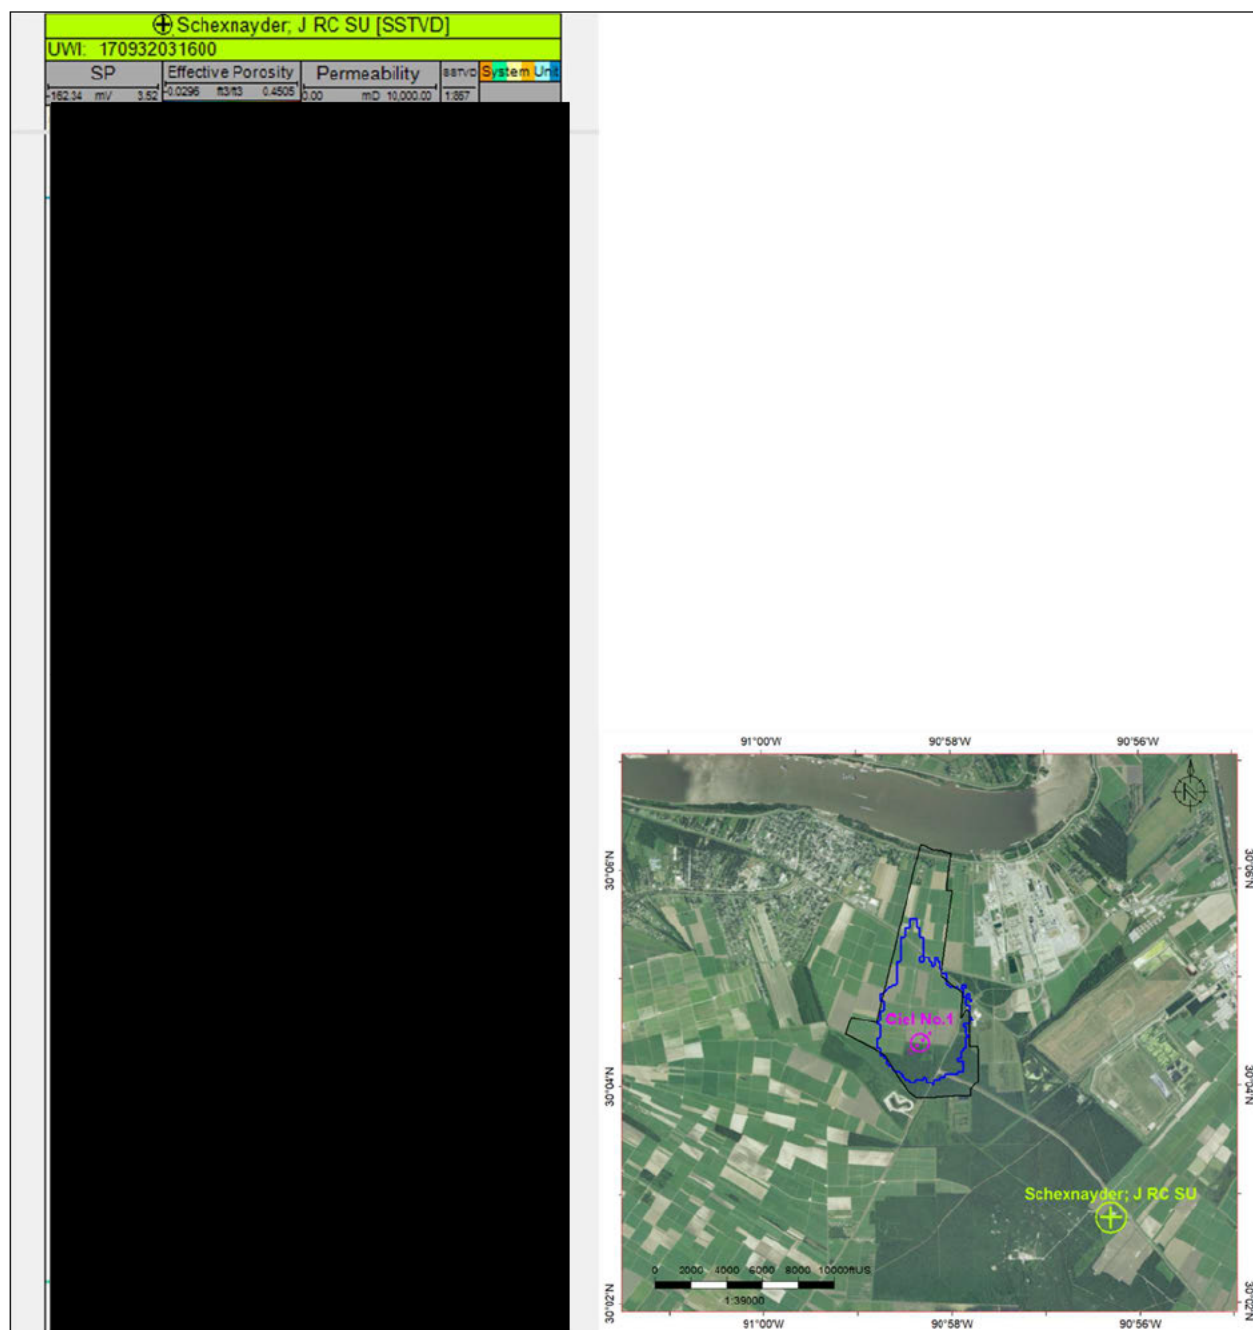 Schexnayder; J RC SU [SSTVD]
UWI: 170932031600
SP Effective Porosity Permeability SSTVD System Unit
-162.34 mV 3.52 -0.0296 ft3/ft3 0.4505 0.00 mD 10,000.00 1:867
91°00'W 90°58'W 90°56'W
30°06'N 30°06'N
Ciel No.1
30°04'N 30°04'N
Schexnayder; J RC SU
0 2000 4000 6000 8000 10000ftUS
1:39000
30°02'N 30°02'N
91°00'W 90°58'W 90°56'W